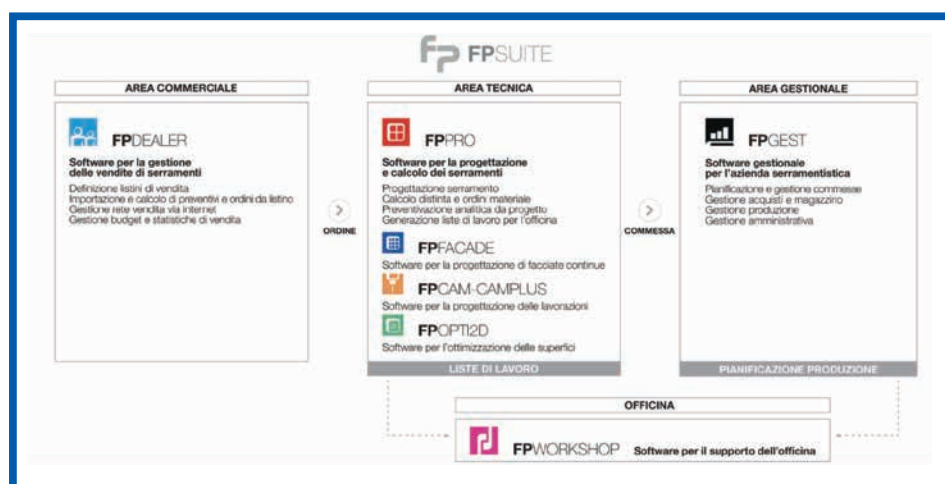 fp FPSUITE
AREA COMMERCIALE
FPDEALER
Software per la gestione
delle vendite di serramenti
Definizione listini di vendita
Importazione e calcolo di preventivi e ordini da listino
Gestione rete vendita via internet
Gestione budget e statistiche di vendita
ORDINE
AREA TECNICA
FPPRO
Software per la progettazione
e calcolo dei serramenti
Progettazione serramento
Calcolo distinta e ordini materiale
Preventivazione analitica da progetto
Generazione liste di lavoro per l'officina
FPFACADE
Software per la progettazione di facciate continue
FPCAM-CAMPLUS
Software per la progettazione delle lavorazioni
FPOPTI2D
Software per l'ottimizzazione delle superfici
LISTE DI LAVORO
COMMESSA
AREA GESTIONALE
FPGEST
Software gestionale
per l'azienda serramentistica
Pianificazione e gestione commesse
Gestione acquisti e magazzino
Gestione produzione
Gestione amministrativa
PIANIFICAZIONE PRODUZIONE
OFFICINA
FPWORKSHOP Software per il supporto dell'officina